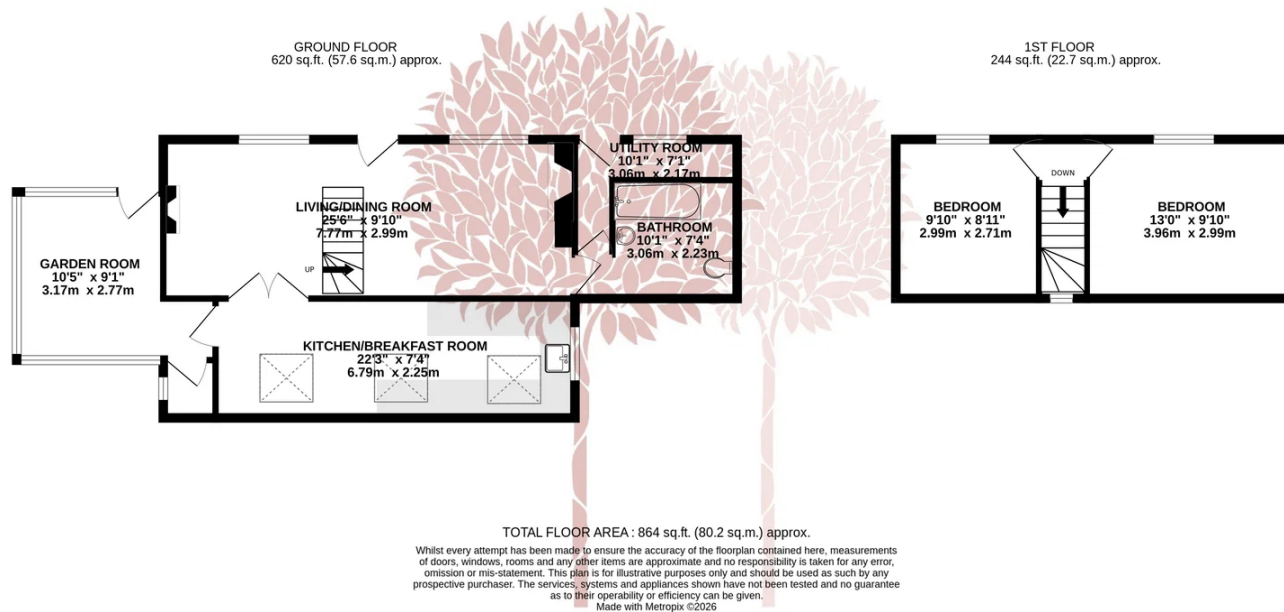 GROUND FLOOR
620 sq.ft. (57.6 sq.m.) approx.
1ST FLOOR
244 sq.ft. (22.7 sq.m.) approx.
UTILITY ROOM
10'1" x 7'1"
3.06m x 2.17m
LIVING/DINING ROOM
25'6" x 9'10"
7.77m x 2.99m
UP
BATHROOM
10'1" x 7'4"
3.06m x 2.23m
GARDEN ROOM
10'5" x 9'1"
3.17m x 2.77m
KITCHEN/BREAKFAST ROOM
22'3" x 7'4"
6.79m x 2.25m
DOWN
BEDROOM
9'10" x 8'11"
2.99m x 2.71m
BEDROOM
13'0" x 9'10"
3.96m x 2.99m
TOTAL FLOOR AREA : 864 sq.ft. (80.2 sq.m.) approx.
Whilst every attempt has been made to ensure the accuracy of the floorplan contained here, measurements
of doors, windows, rooms and any other items are approximate and no responsibility is taken for any error,
omission or mis-statement. This plan is for illustrative purposes only and should be used as such by any
prospective purchaser. The services, systems and appliances shown have not been tested and no guarantee
as to their operability or efficiency can be given.
Made with Metropix ©2026